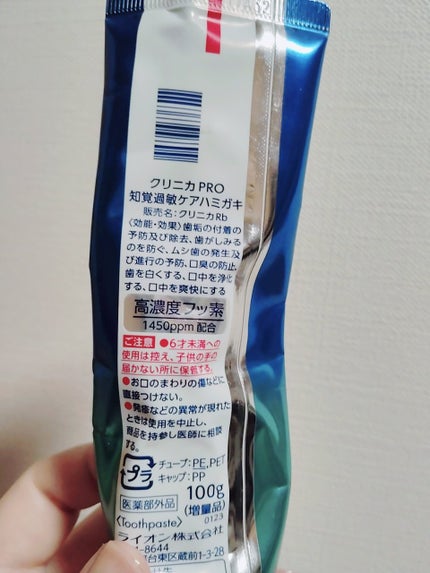 02
クリニカ PRO
知覚過敏ケアハミガキ
販売名:クリニカRb
〈効能・効果〉歯垢の付着の
予防及び除去、歯がしみる
のを防ぐ、ムシ歯の発生及
び進行の予防、口臭の防止、
歯を白くする、口中を浄化
する、口中を爽快にする
高濃度フッ素
1450ppm 配合
ご注意 ●6才未満への
使用は控え、子供の手の
届かない所に保管する。
●お口のまわりの傷などに
直接つけない。
●発疹などの異常が現れた
ときは使用を中止し、
商品を持参し医師に相談
する。
プラ
チューブ:PE,PET
キャップ:PP
医薬部外品
100g
(増量品)
〈Toothpaste〉
0123
ライオン株式会社
-8644
台東区蔵前1-3-28